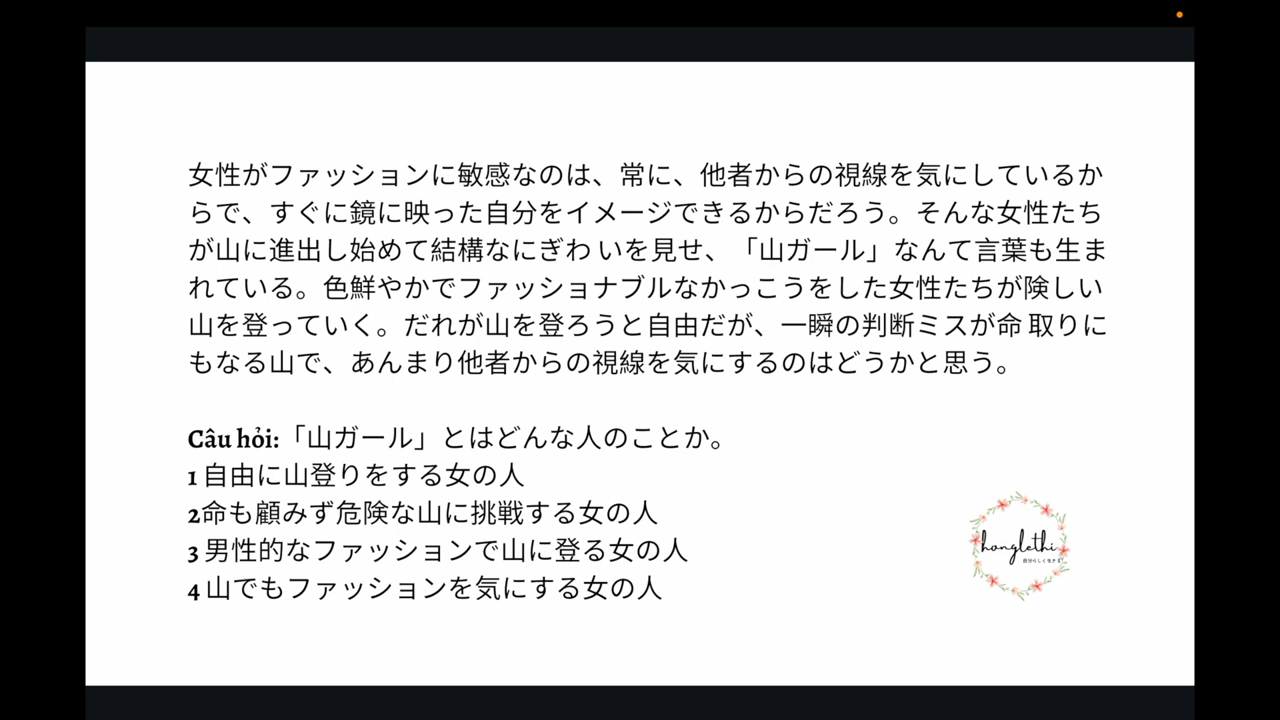 女性がファッションに敏感なのは、常に、他者からの視線を気にしているか
らで、すぐに鏡に映った自分をイメージできるからだろう。そんな女性たち
が山に進出し始めて結構なにぎわ いを見せ、「山ガール」なんて言葉も生ま
れている。色鮮やかでファッショナブルなかっこうをした女性たちが険しい
山を登っていく。だれが山を登ろうと自由だが、一瞬の判断ミスが命 取りに
もなる山で、あんまり他者からの視線を気にするのはどうかと思う。
Câu hỏi:「山ガール」とはどんな人のことか。
1 自由に山登りをする女の人
2命も顧みず危険な山に挑戦する女の人
3 男性的なファッションで山に登る女の人
4 山でもファッションを気にする女の人
honglethi